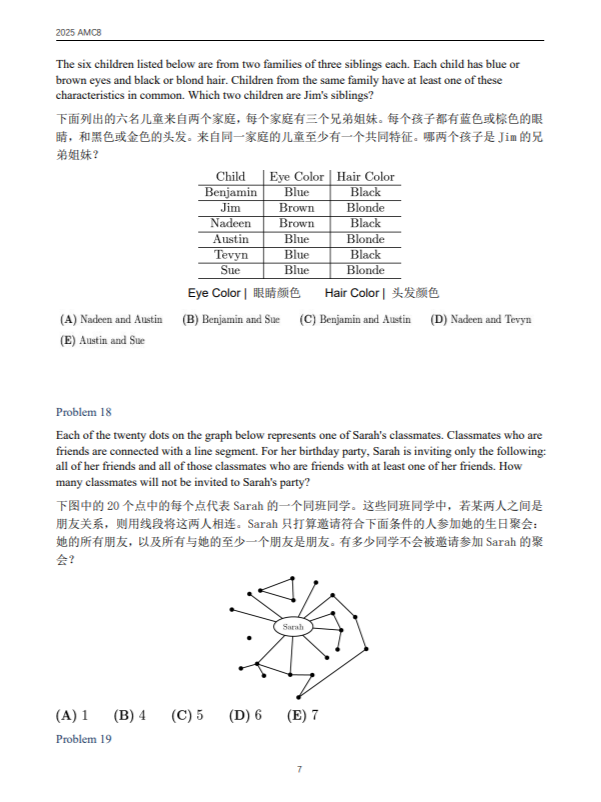 2025 AMC8
The six children listed below are from two families of three siblings each. Each child has blue or
brown eyes and black or blond hair. Children from the same family have at least one of these
characteristics in common. Which two children are Jim's siblings?
下面列出的六名儿童来自两个家庭，每个家庭有三个兄弟姐妹。每个孩子都有蓝色或棕色的眼
睛，和黑色或金色的头发。来自同一家庭的儿童至少有一个共同特征。哪两个孩子是 Jim 的兄
弟姐妹？
Child Eye Color Hair Color
Benjamin Blue Black
Jim Brown Blonde
Nadeen Brown Black
Austin Blue Blonde
Tevyn Blue Black
Sue Blue Blonde
Eye Color | 眼睛颜色 Hair Color | 头发颜色
(A) Nadeen and Austin (B) Benjamin and Sue (C) Benjamin and Austin (D) Nadeen and Tevyn
(E) Austin and Sue
Problem 18
Each of the twenty dots on the graph below represents one of Sarah's classmates. Classmates who are
friends are connected with a line segment. For her birthday party, Sarah is inviting only the following:
all of her friends and all of those classmates who are friends with at least one of her friends. How
many classmates will not be invited to Sarah's party?
下图中的 20 个点中的每个点代表 Sarah 的一个同班同学。这些同班同学中，若某两人之间是
朋友关系，则用线段将这两人相连。Sarah 只打算邀请符合下面条件的人参加她的生日聚会：
她的所有朋友，以及所有与她的至少一个朋友是朋友。有多少同学不会被邀请参加 Sarah 的聚
会？
Sarah
(A) 1 (B) 4 (C) 5 (D) 6 (E) 7
Problem 19
7